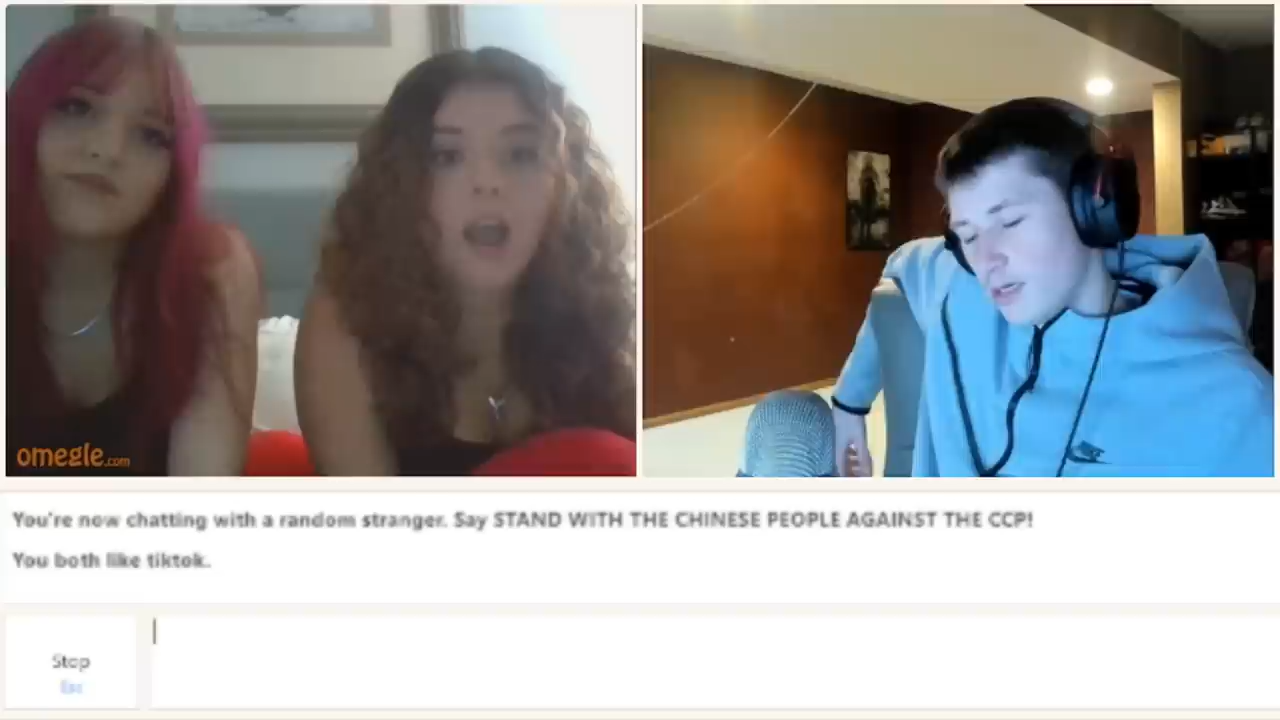 omegle.com
You're now chatting with a random stranger. Say STAND WITH THE CHINESE PEOPLE AGAINST THE CCP!
You both like tiktok.
Stop
Esc